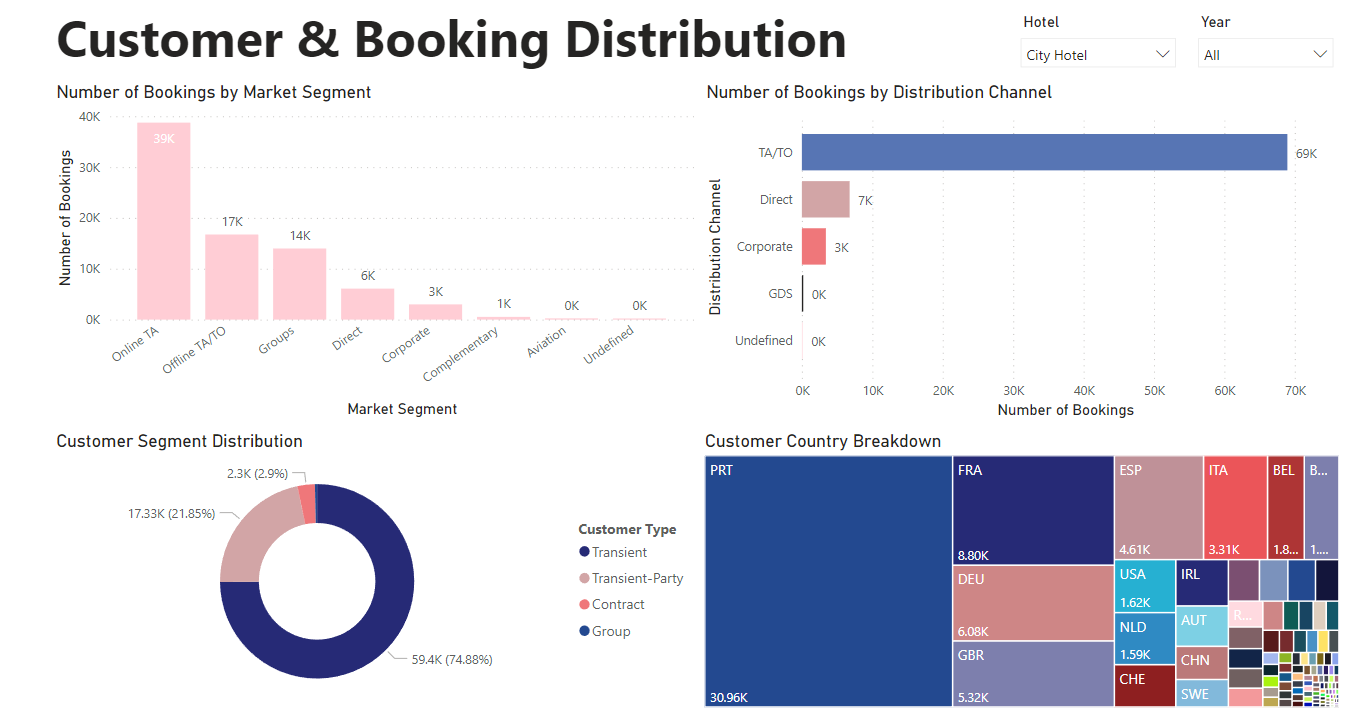 Customer & Booking Distribution
Hotel
City Hotel
Year
All
Number of Bookings by Market Segment
Number of Bookings
40K
30K
20K
10K
0K
39K
17K
14K
6K
3K
1K
0K
0K
Online TA
Offline TA/TO
Groups
Direct
Corporate
Complementary
Aviation
Undefined
Market Segment
Number of Bookings by Distribution Channel
Distribution Channel
TA/TO
69K
Direct
7K
Corporate
3K
GDS
0K
Undefined
0K
0K
10K
20K
30K
40K
50K
60K
70K
Number of Bookings
Customer Segment Distribution
2.3K (2.9%)
17.33K (21.85%)
59.4K (74.88%)
Customer Type
Transient
Transient-Party
Contract
Group
Customer Country Breakdown
PRT
30.96K
FRA
8.80K
DEU
6.08K
GBR
5.32K
ESP
4.61K
ITA
3.31K
BEL
1.8...
B...
1....
USA
1.62K
NLD
1.59K
CHE
IRL
AUT
CHN
SWE
R...